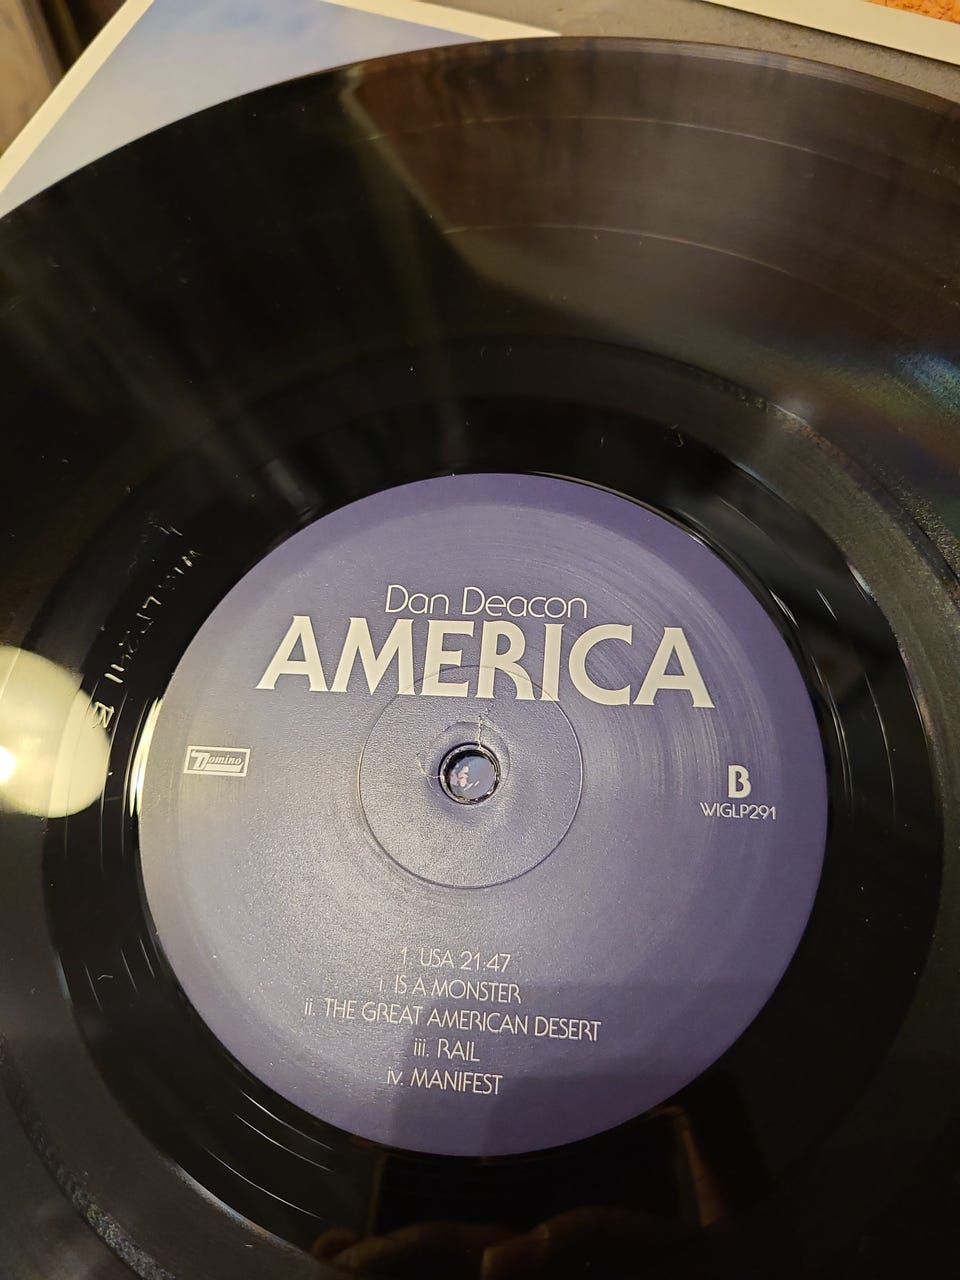 Dan Deacon
AMERICA
Domino
B
WIGLP291
1. USA 21:47
i. IS A MONSTER
ii. THE GREAT AMERICAN DESERT
iii. RAIL
iv. MANIFEST
WIGLP291 B